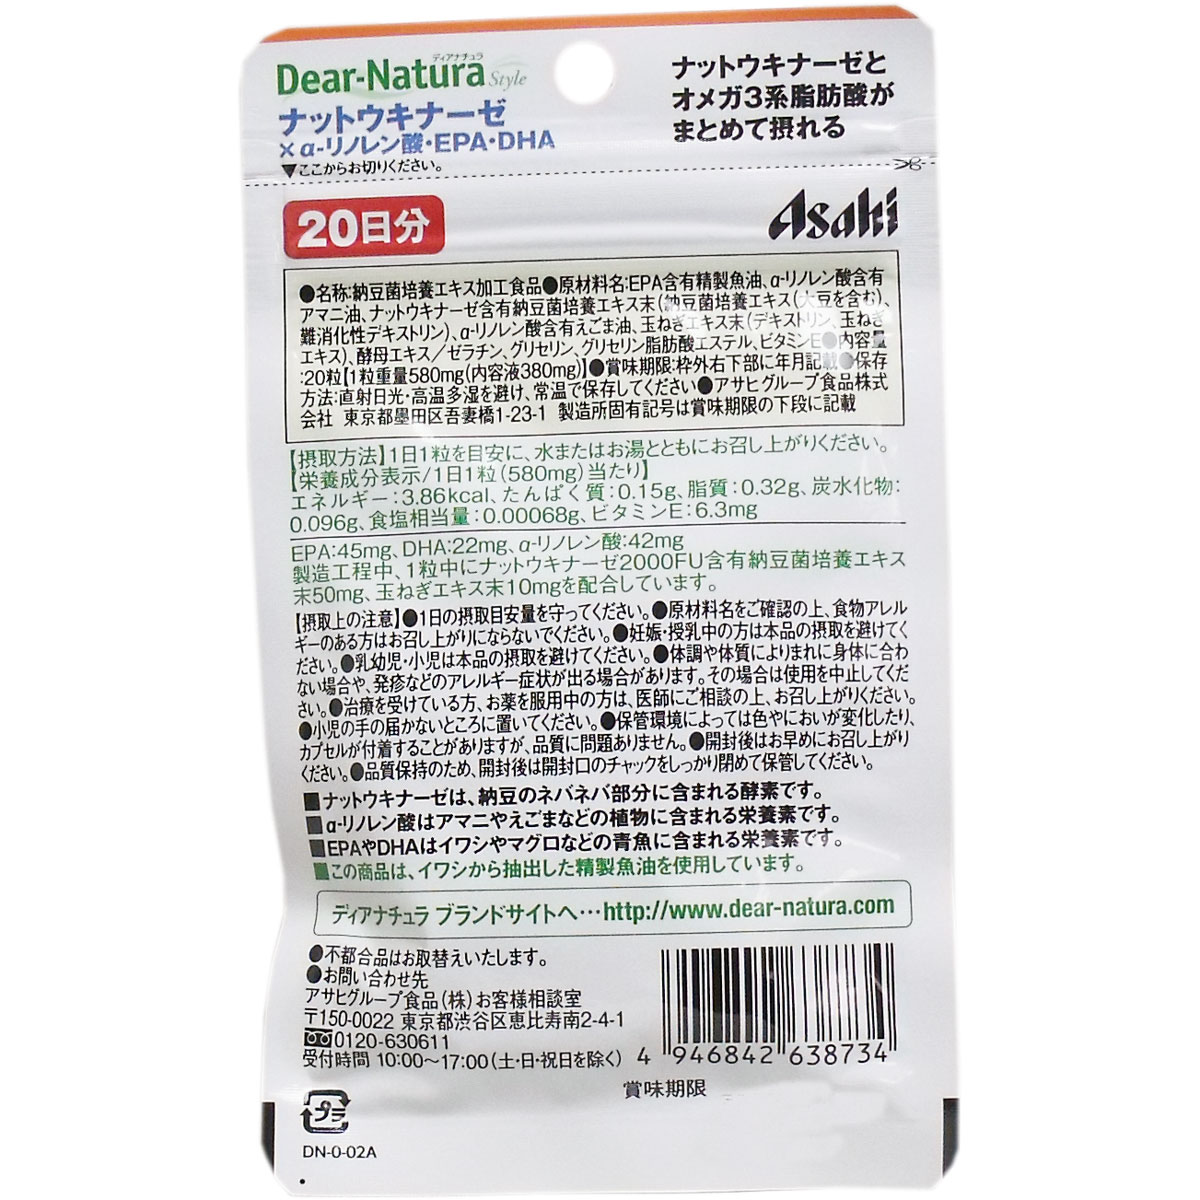 ディアナチュラ
Dear-Natura Style
ナットウキナーゼ
×α-リノレン酸・EPA・DHA
▼ここからお切りください。
ナットウキナーゼと
オメガ3系脂肪酸が
まとめて摂れる
20日分
Asahi
●名称:納豆菌培養エキス加工食品●原材料名:EPA含有精製魚油、α-リノレン酸含有
アマニ油、ナットウキナーゼ含有納豆菌培養エキス末(納豆菌培養エキス(大豆を含む)、
難消化性デキストリン)、α-リノレン酸含有えごま油、玉ねぎエキス末(デキストリン、玉ねぎ
エキス)、酵母エキス/ゼラチン、グリセリン、グリセリン脂肪酸エステル、ビタミンE●内容量
:20粒【1粒重量580mg(内容液380mg)】●賞味期限:枠外右下部に年月記載●保存
方法:直射日光・高温多湿を避け、常温で保存してください●アサヒグループ食品株式
会社 東京都墨田区吾妻橋1-23-1 製造所固有記号は賞味期限の下段に記載
【摂取方法】1日1粒を目安に、水またはお湯とともにお召し上がりください。
【栄養成分表示/1日1粒(580mg)当たり】
エネルギー:3.86kcal、たんぱく質:0.15g、脂質:0.32g、炭水化物:
0.096g、食塩相当量:0.00068g、ビタミンE:6.3mg
EPA:45mg、DHA:22mg、α-リノレン酸:42mg
製造工程中、1粒中にナットウキナーゼ2000FU含有納豆菌培養エキス
末50mg、玉ねぎエキス末10mgを配合しています。
【摂取上の注意】●1日の摂取目安量を守ってください。●原材料名をご確認の上、食物アレル
ギーのある方はお召し上がりにならないでください。●妊娠・授乳中の方は本品の摂取を避けてく
ださい。●乳幼児・小児は本品の摂取を避けてください。●体調や体質によりまれに身体に合わ
ない場合や、発疹などのアレルギー症状が出る場合があります。その場合は使用を中止してくだ
さい。●治療を受けている方、お薬を服用中の方は、医師にご相談の上、お召し上がりください。
●小児の手の届かないところに置いてください。●保管環境によっては色やにおいが変化したり、
カプセルが付着することがありますが、品質に問題ありません。●開封後はお早めにお召し上がり
ください。●品質保持のため、開封後は開封口のチャックをしっかり閉めて保管してください。
■ナットウキナーゼは、納豆のネバネバ部分に含まれる酵素です。
■α-リノレン酸はアマニやえごまなどの植物に含まれる栄養素です。
■EPAやDHAはイワシやマグロなどの青魚に含まれる栄養素です。
■この商品は、イワシから抽出した精製魚油を使用しています。
ディアナチュラ ブランドサイトへ…http://www.dear-natura.com
●不都合品はお取替えいたします。
●お問い合わせ先
アサヒグループ食品(株)お客様相談室
〒150-0022 東京都渋谷区恵比寿南2-4-1
0120-630611
受付時間 10:00～17:00(土・日・祝日を除く)
4 946842 638734
賞味期限
プラ
DN-0-02A